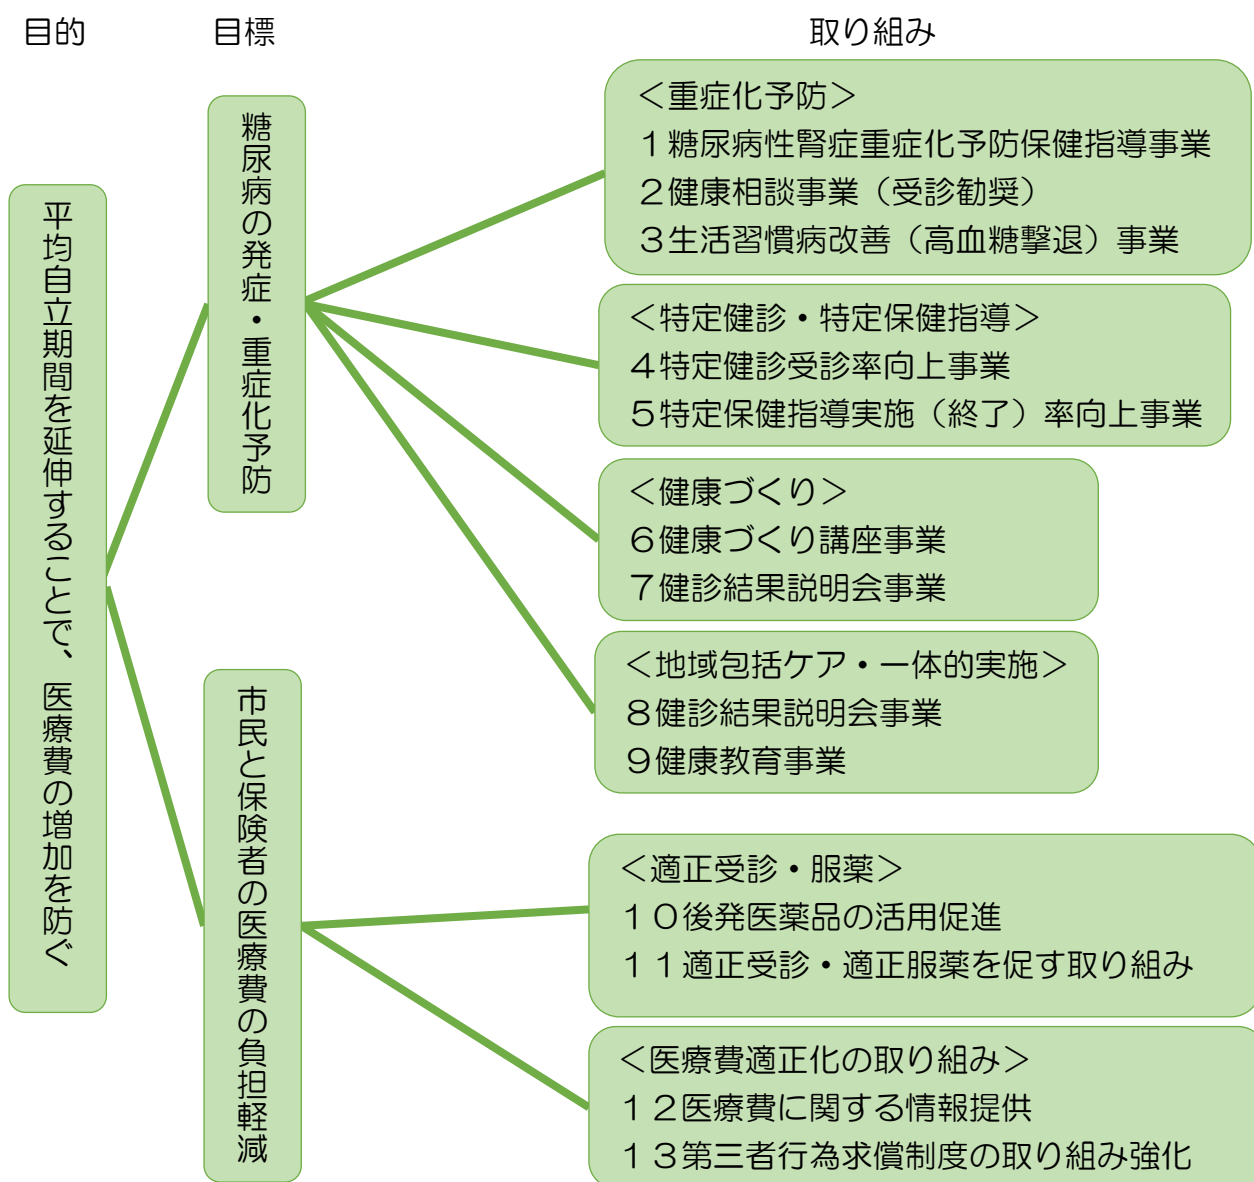 目的
目標
取り組み
平均自立期間を延伸することで、医療費の増加を防ぐ
糖尿病の発症・重症化予防
＜重症化予防＞
１糖尿病性腎症重症化予防保健指導事業
２健康相談事業（受診勧奨）
３生活習慣病改善（高血糖撃退）事業
＜特定健診・特定保健指導＞
４特定健診受診率向上事業
５特定保健指導実施（終了）率向上事業
＜健康づくり＞
６健康づくり講座事業
７健診結果説明会事業
＜地域包括ケア・一体的実施＞
８健診結果説明会事業
９健康教育事業
市民と保険者の医療費の負担軽減
＜適正受診・服薬＞
１０後発医薬品の活用促進
１１適正受診・適正服薬を促す取り組み
＜医療費適正化の取り組み＞
１２医療費に関する情報提供
１３第三者行為求償制度の取り組み強化